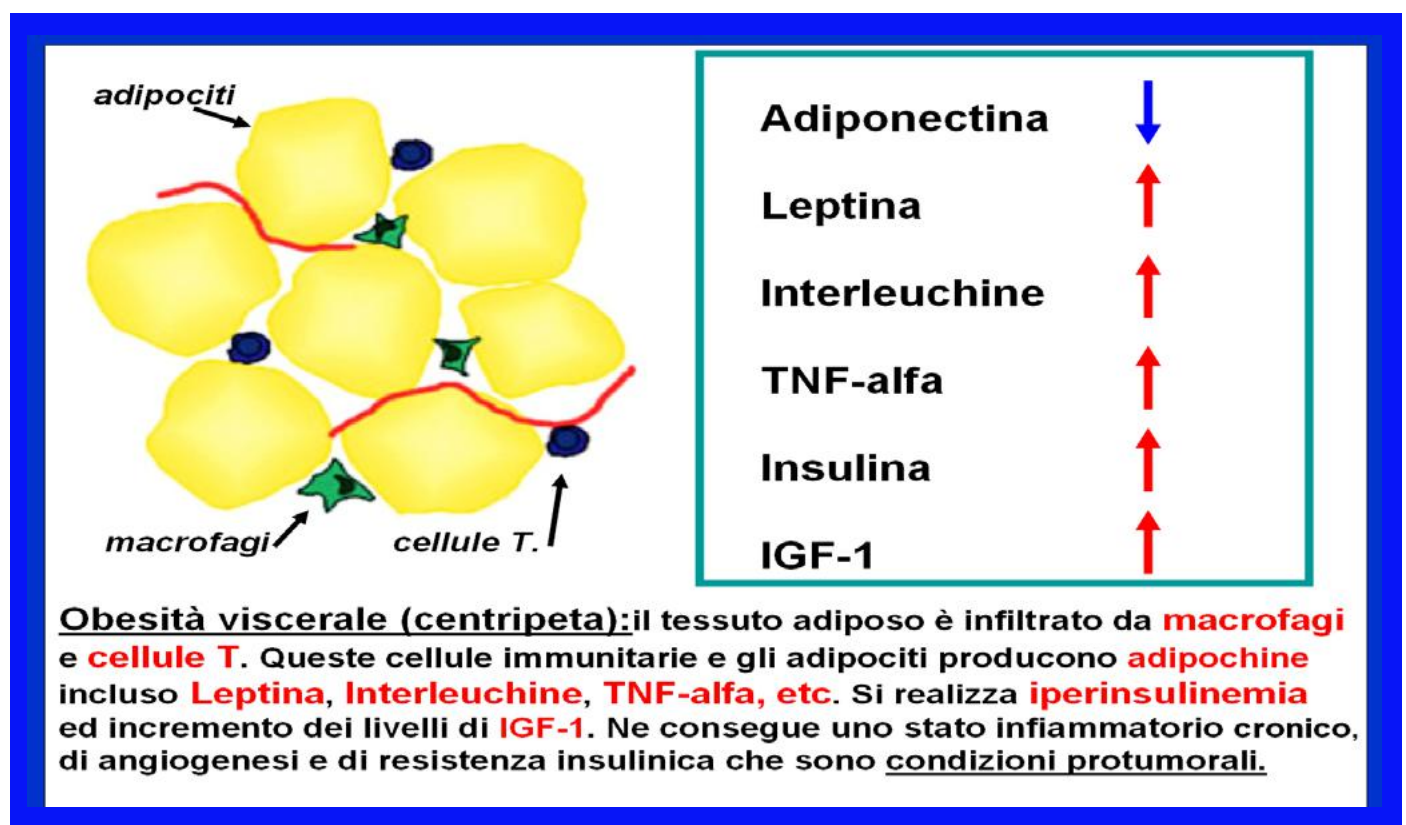 adipociti
macrofagi
cellule T.
Adiponectina
Leptina
Interleuchine
TNF-alfa
Insulina
IGF-1
Obesità viscerale (centripeta):il tessuto adiposo è infiltrato da macrofagi
e cellule T. Queste cellule immunitarie e gli adipociti producono adipochine
incluso Leptina, Interleuchine, TNF-alfa, etc. Si realizza iperinsulinemia
ed incremento dei livelli di IGF-1. Ne consegue uno stato infiammatorio cronico,
di angiogenesi e di resistenza insulinica che sono condizioni protumorali.